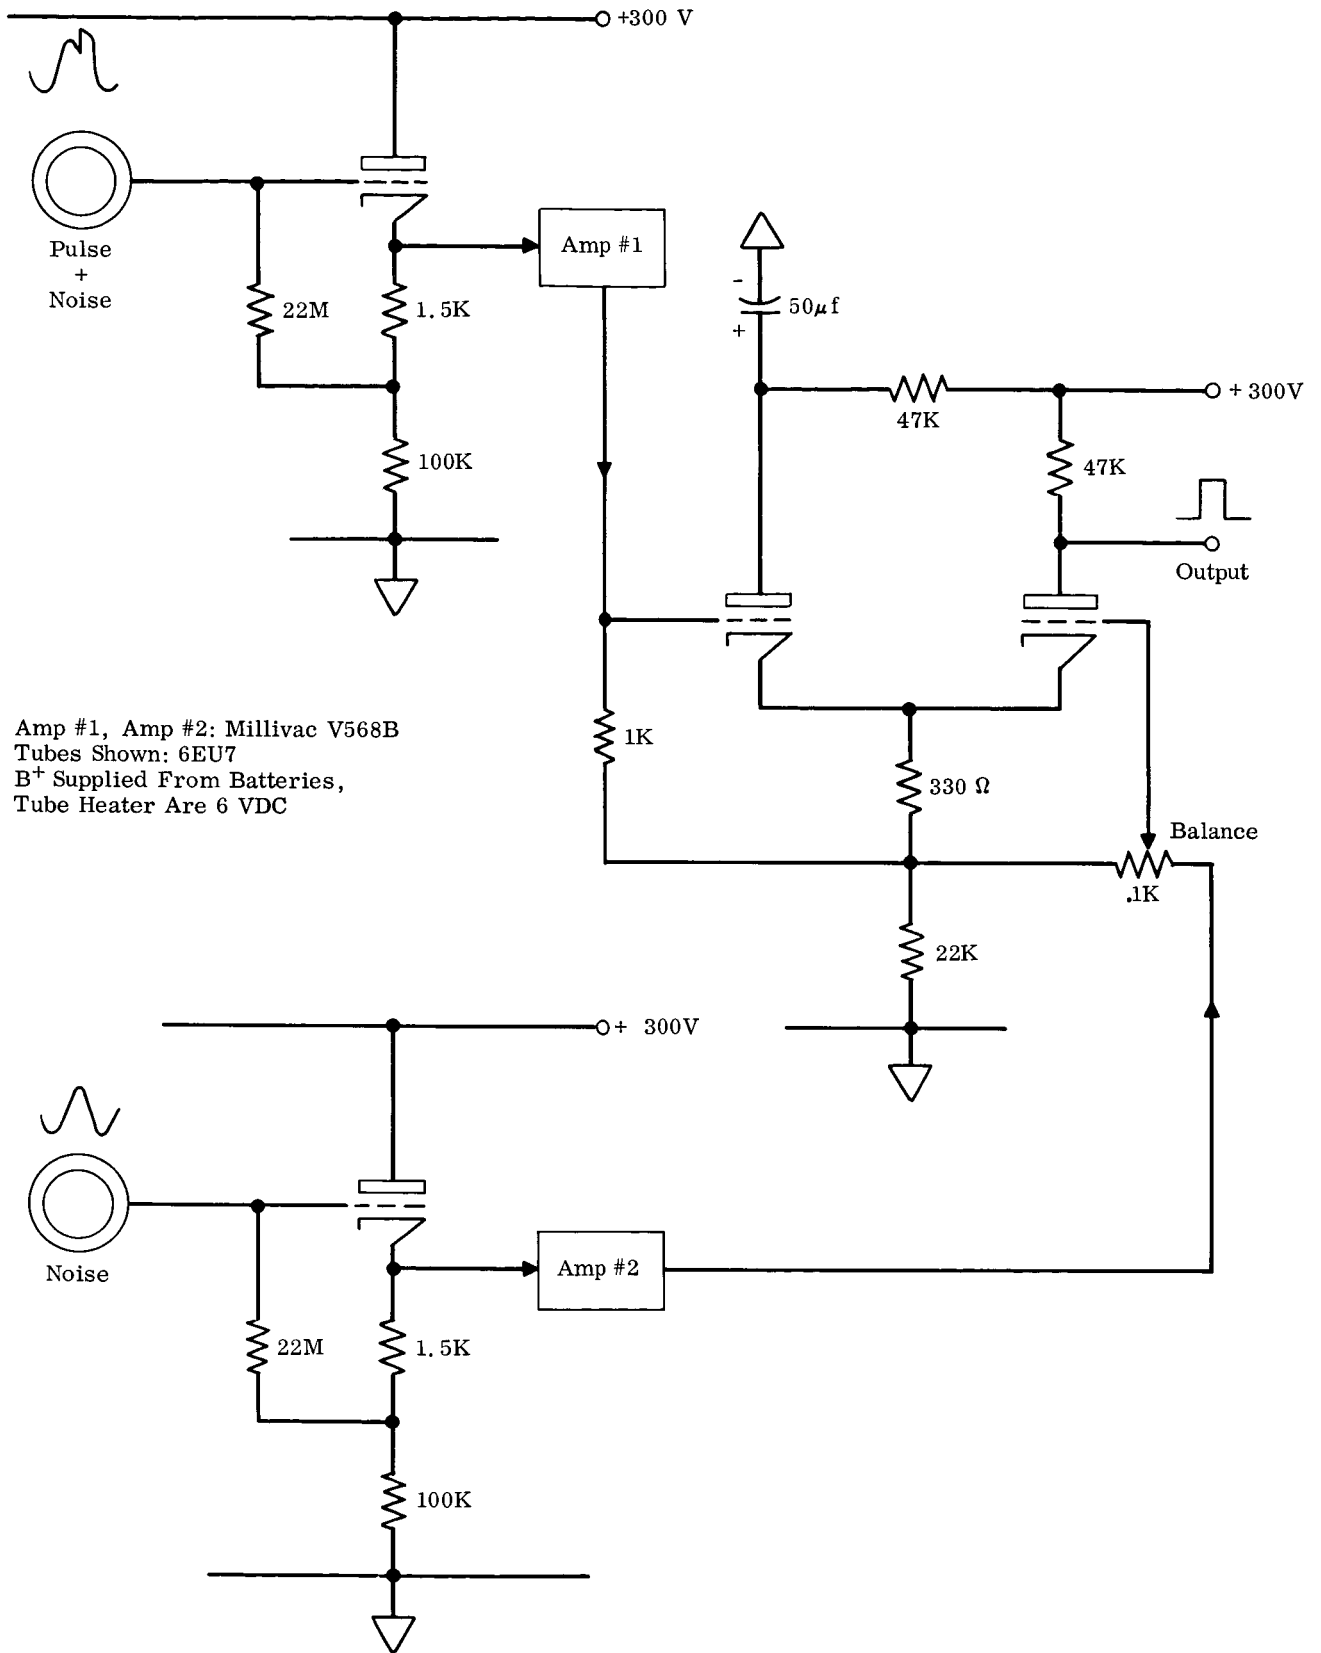 +300 V
Pulse
+
Noise
22M
1.5K
100K
Amp #1
-
50μf
+
47K
+ 300V
47K
Output
Amp #1, Amp #2: Millivac V568B
Tubes Shown: 6EU7
B+ Supplied From Batteries,
Tube Heater Are 6 VDC
1K
330 Ω
Balance
.1K
22K
+ 300V
Noise
22M
1.5K
100K
Amp #2